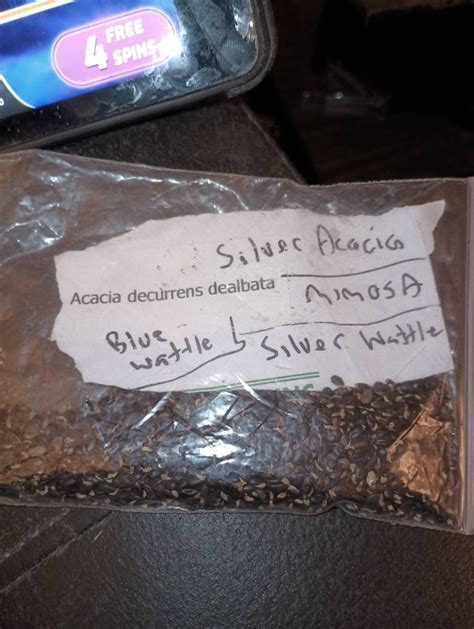 4 FREE
SPINS
Silver Acacia
Acacia decurrens dealbata
MIMOSA
Blue
wattle
Silver Wattle